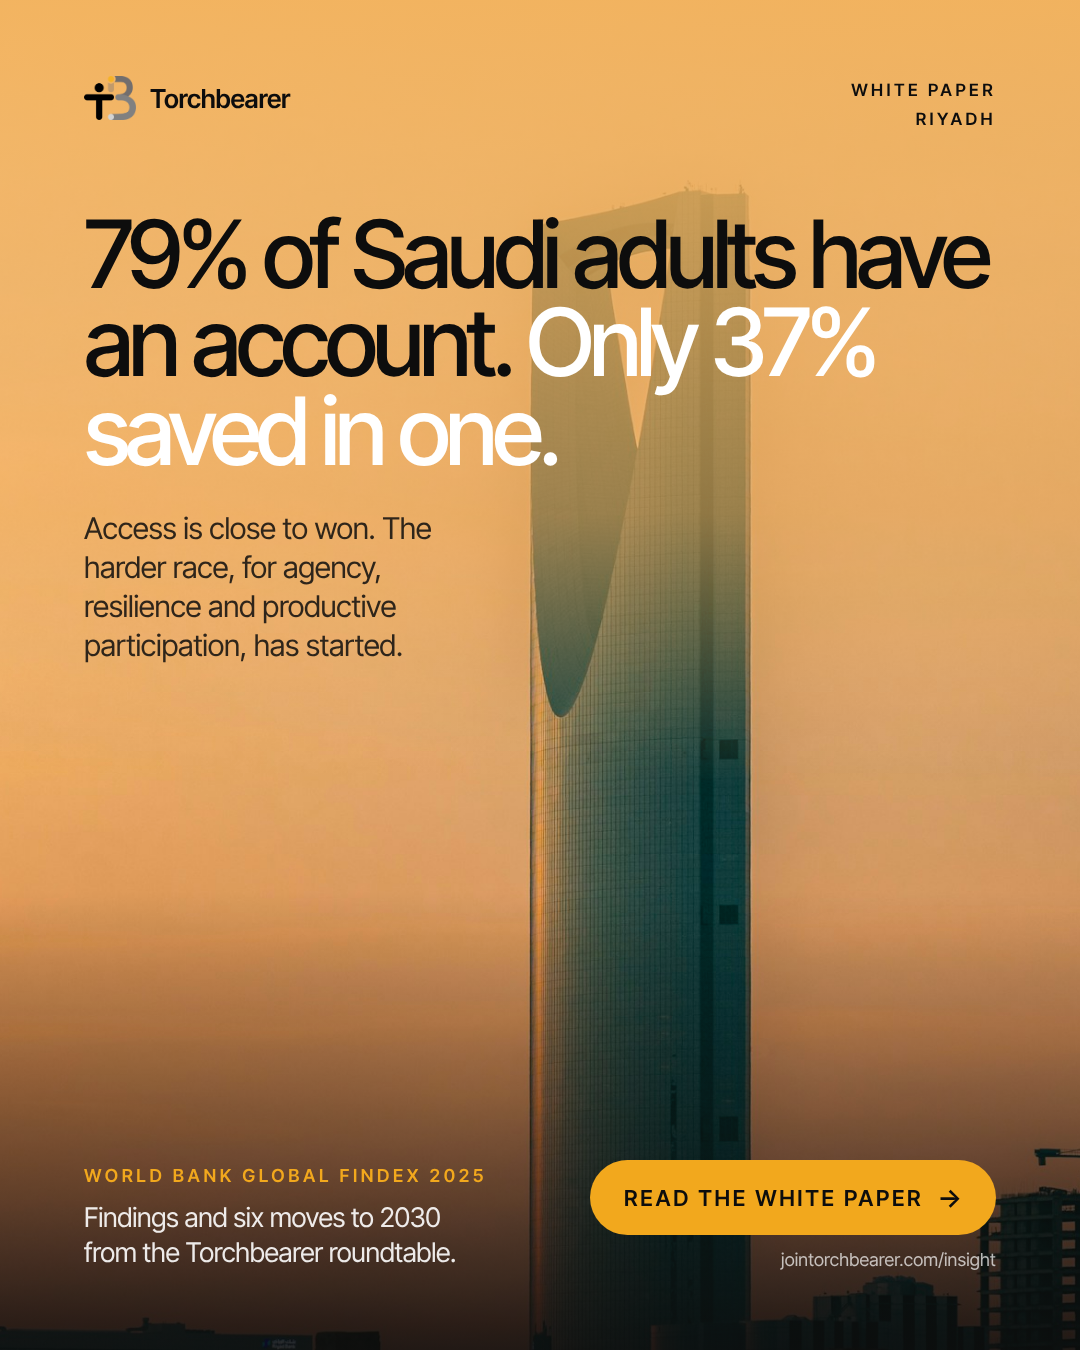 Torchbearer
WHITE PAPER
RIYADH
79% of Saudi adults have
an account. Only 37%
saved in one.
Access is close to won. The
harder race, for agency,
resilience and productive
participation, has started.
WORLD BANK GLOBAL FINDEX 2025
Findings and six moves to 2030
from the Torchbearer roundtable.
READ THE WHITE PAPER →
jointorchbearer.com/insight